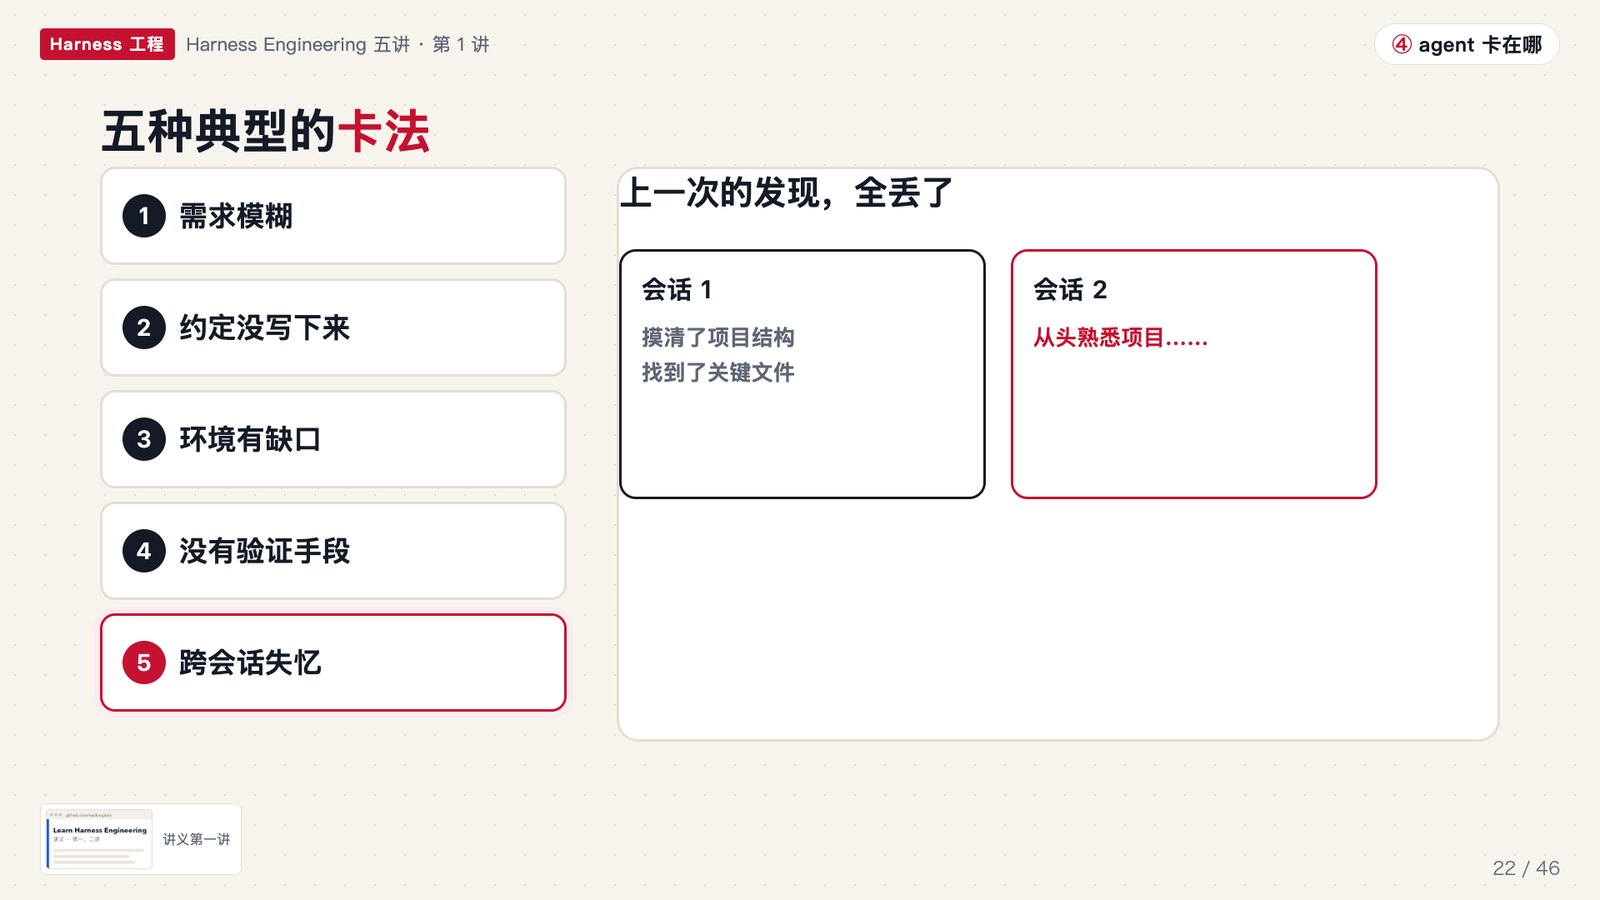 Harness 工程 Harness Engineering 五讲 · 第 1 讲
④ agent 卡在哪
五种典型的卡法
1 需求模糊
2 约定没写下来
3 环境有缺口
4 没有验证手段
5 跨会话失忆
上一次的发现，全丢了
会话 1
摸清了项目结构
找到了关键文件
会话 2
从头熟悉项目……
Learn Harness Engineering
讲义第一讲
22 / 46